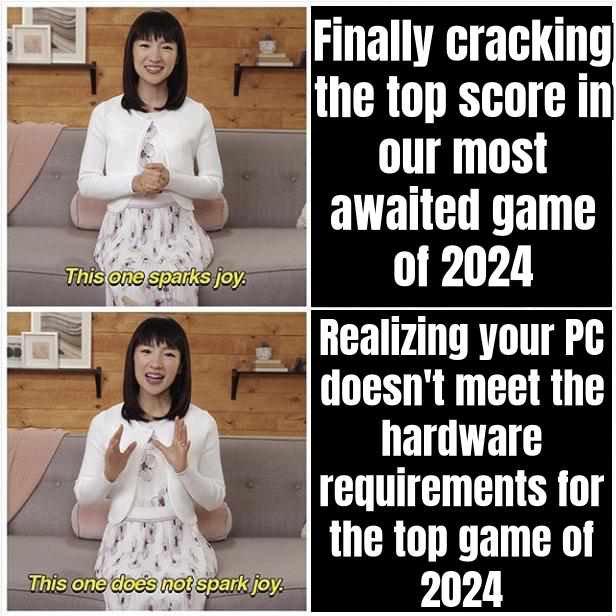 This one sparks joy.
Finally cracking
the top score in
our most
awaited game
of 2024
This one does not spark joy.
Realizing your PC
doesn't meet the
hardware
requirements for
the top game of
2024